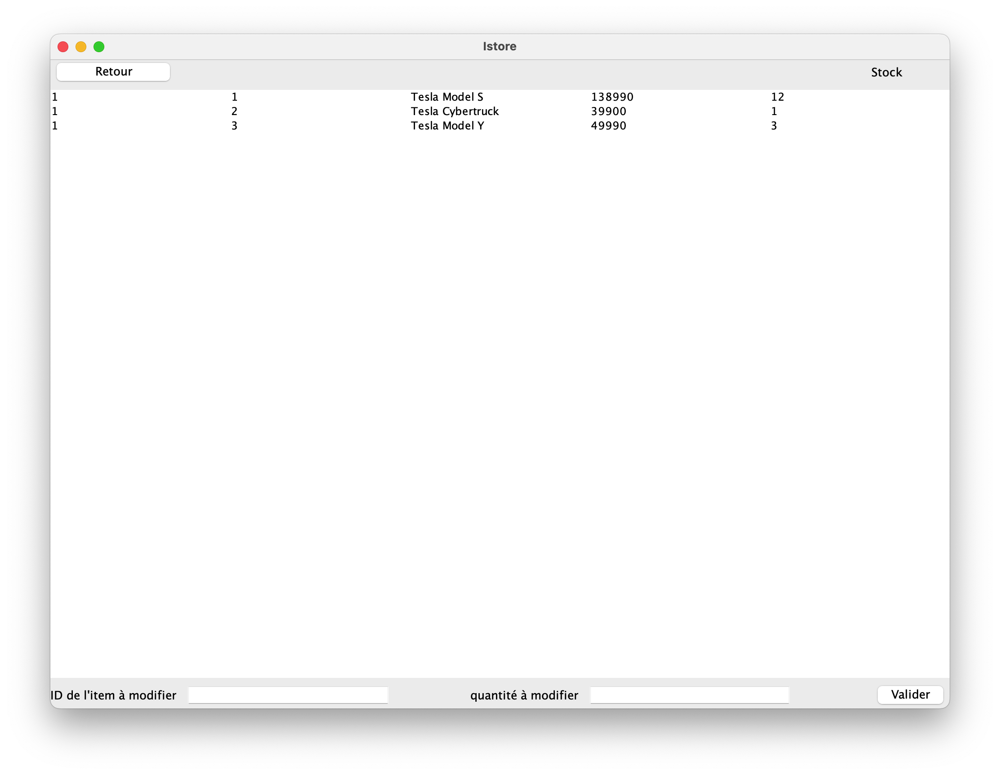 Istore
Retour Stock
1 1 Tesla Model S 138990 12
1 2 Tesla Cybertruck 39900 1
1 3 Tesla Model Y 49990 3
ID de l'item à modifier quantité à modifier Valider